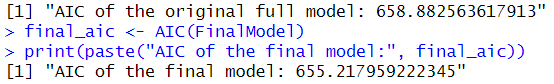 [1] "AIC of the original full model: 658.882563617913"
> final_aic <- AIC(FinalModel)
> print(paste("AIC of the final model:", final_aic))
[1] "AIC of the final model: 655.217959222345"